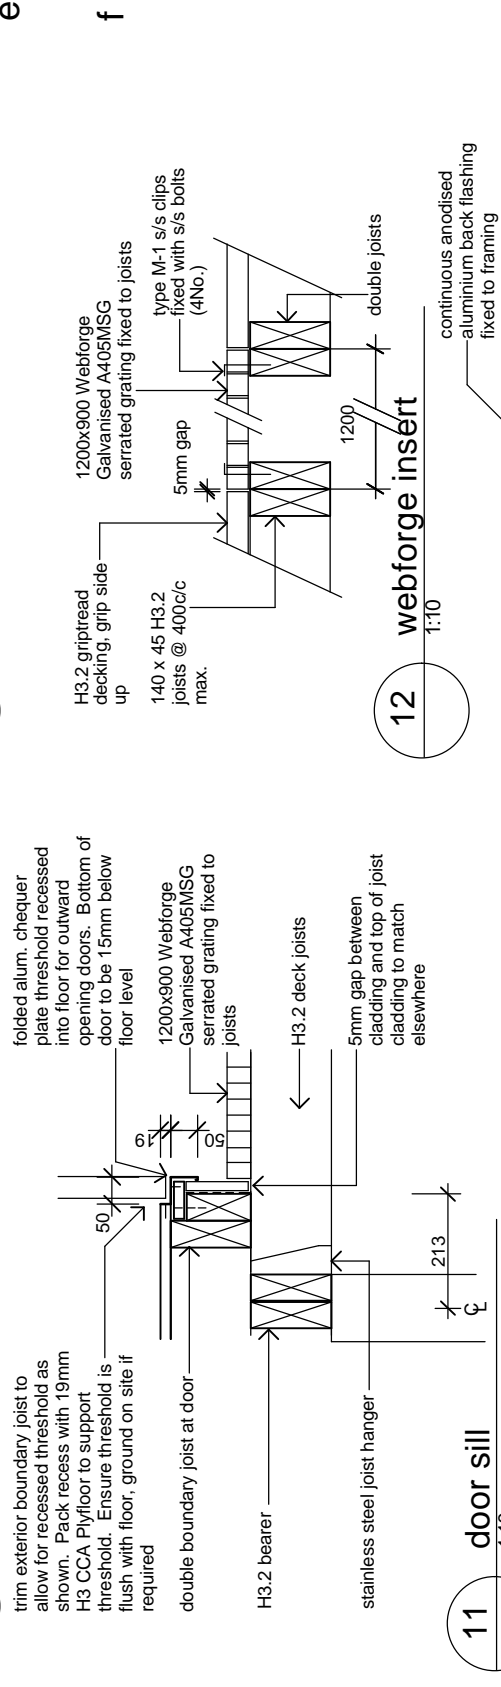 trim exterior boundary joist to
allow for recessed threshold as
shown. Pack recess with 19mm
H3 CCA Plyfloor to support
threshold. Ensure threshold is
flush with floor, ground on site if
required
double boundary joist at door
H3.2 bearer
stainless steel joist hanger
50
19
50
213
CL
folded alum. chequer
plate threshold recessed
into floor for outward
opening doors. Bottom of
door to be 15mm below
floor level
1200x900 Webforge
Galvanised A405MSG
serrated grating fixed to
joists
H3.2 deck joists
5mm gap between
cladding and top of joist
cladding to match
elsewhere
11
door sill
H3.2 griptread
decking, grip side
up
140 x 45 H3.2
joists @ 400c/c
max.
5mm gap
1200x900 Webforge
Galvanised A405MSG
serrated grating fixed to joists
type M-1 s/s clips
fixed with s/s bolts
(4No.)
double joists
1200
12
webforge insert
1:10
continuous anodised
aluminium back flashing
fixed to framing
e
f